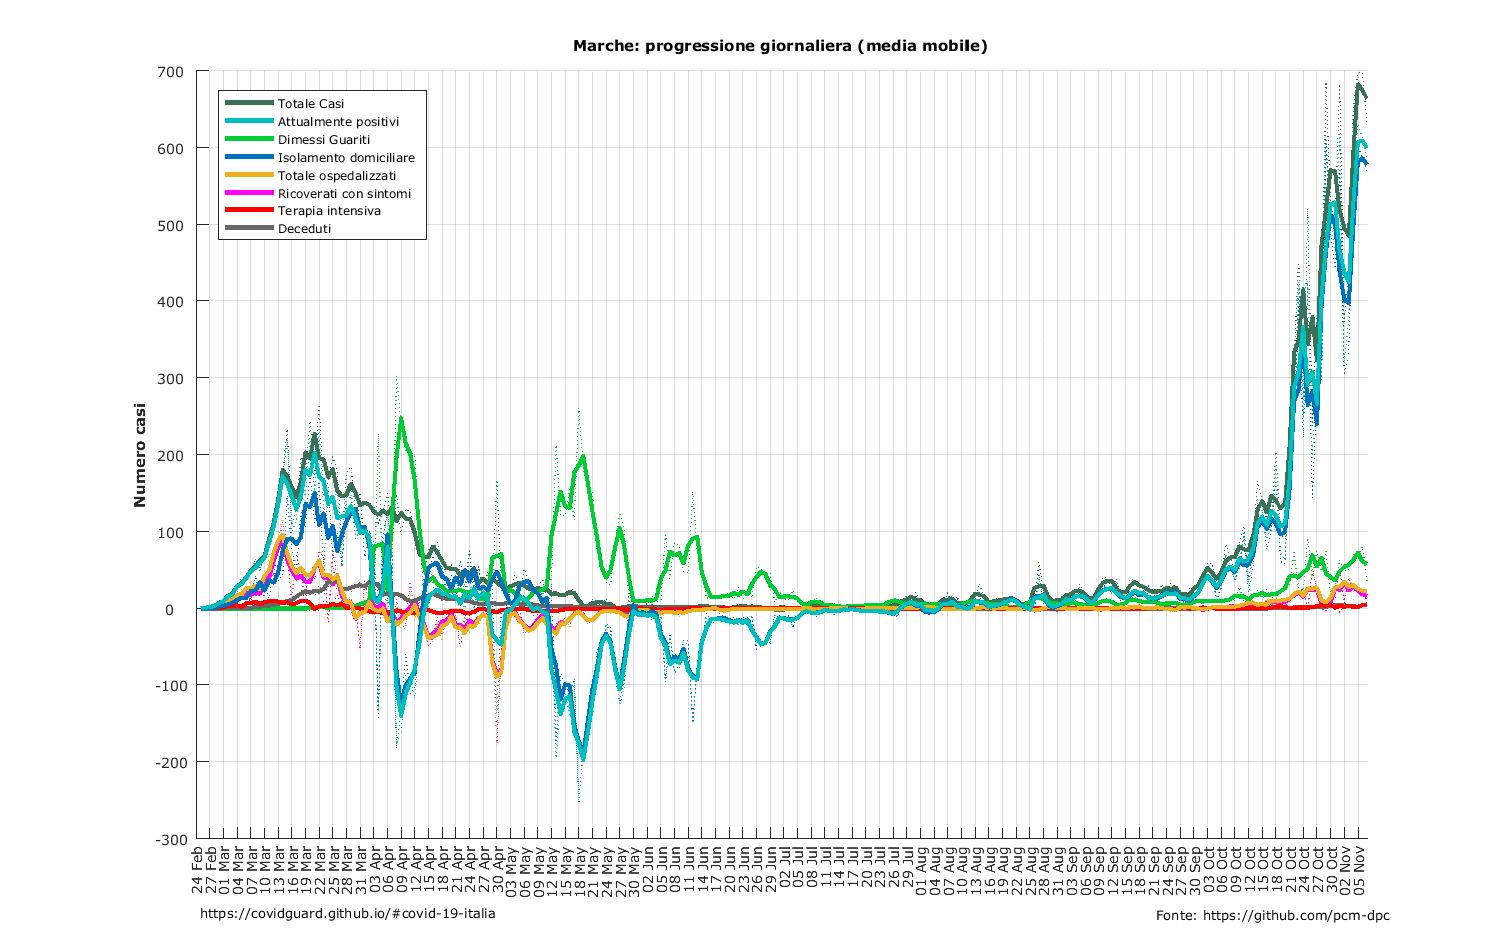 Marche: progressione giornaliera (media mobile)
700
600
500
400
300
200
100
0
-100
-200
-300
Numero casi
Totale Casi
Attualmente positivi
Dimessi Guariti
Isolamento domiciliare
Totale ospedalizzati
Ricoverati con sintomi
Terapia intensiva
Deceduti
24 Feb
27 Feb
01 Mar
04 Mar
07 Mar
10 Mar
13 Mar
16 Mar
19 Mar
22 Mar
25 Mar
28 Mar
31 Mar
03 Apr
06 Apr
09 Apr
12 Apr
15 Apr
18 Apr
21 Apr
24 Apr
27 Apr
30 Apr
03 May
06 May
09 May
12 May
15 May
18 May
21 May
24 May
27 May
30 May
02 Jun
05 Jun
08 Jun
11 Jun
14 Jun
17 Jun
20 Jun
23 Jun
26 Jun
29 Jun
02 Jul
05 Jul
08 Jul
11 Jul
14 Jul
17 Jul
20 Jul
23 Jul
26 Jul
29 Jul
01 Aug
04 Aug
07 Aug
10 Aug
13 Aug
16 Aug
19 Aug
22 Aug
25 Aug
28 Aug
31 Aug
03 Sep
06 Sep
09 Sep
12 Sep
15 Sep
18 Sep
21 Sep
24 Sep
27 Sep
30 Sep
03 Oct
06 Oct
09 Oct
12 Oct
15 Oct
18 Oct
21 Oct
24 Oct
27 Oct
30 Oct
02 Nov
05 Nov
https://covidguard.github.io/#covid-19-italia
Fonte: https://github.com/pcm-dpc